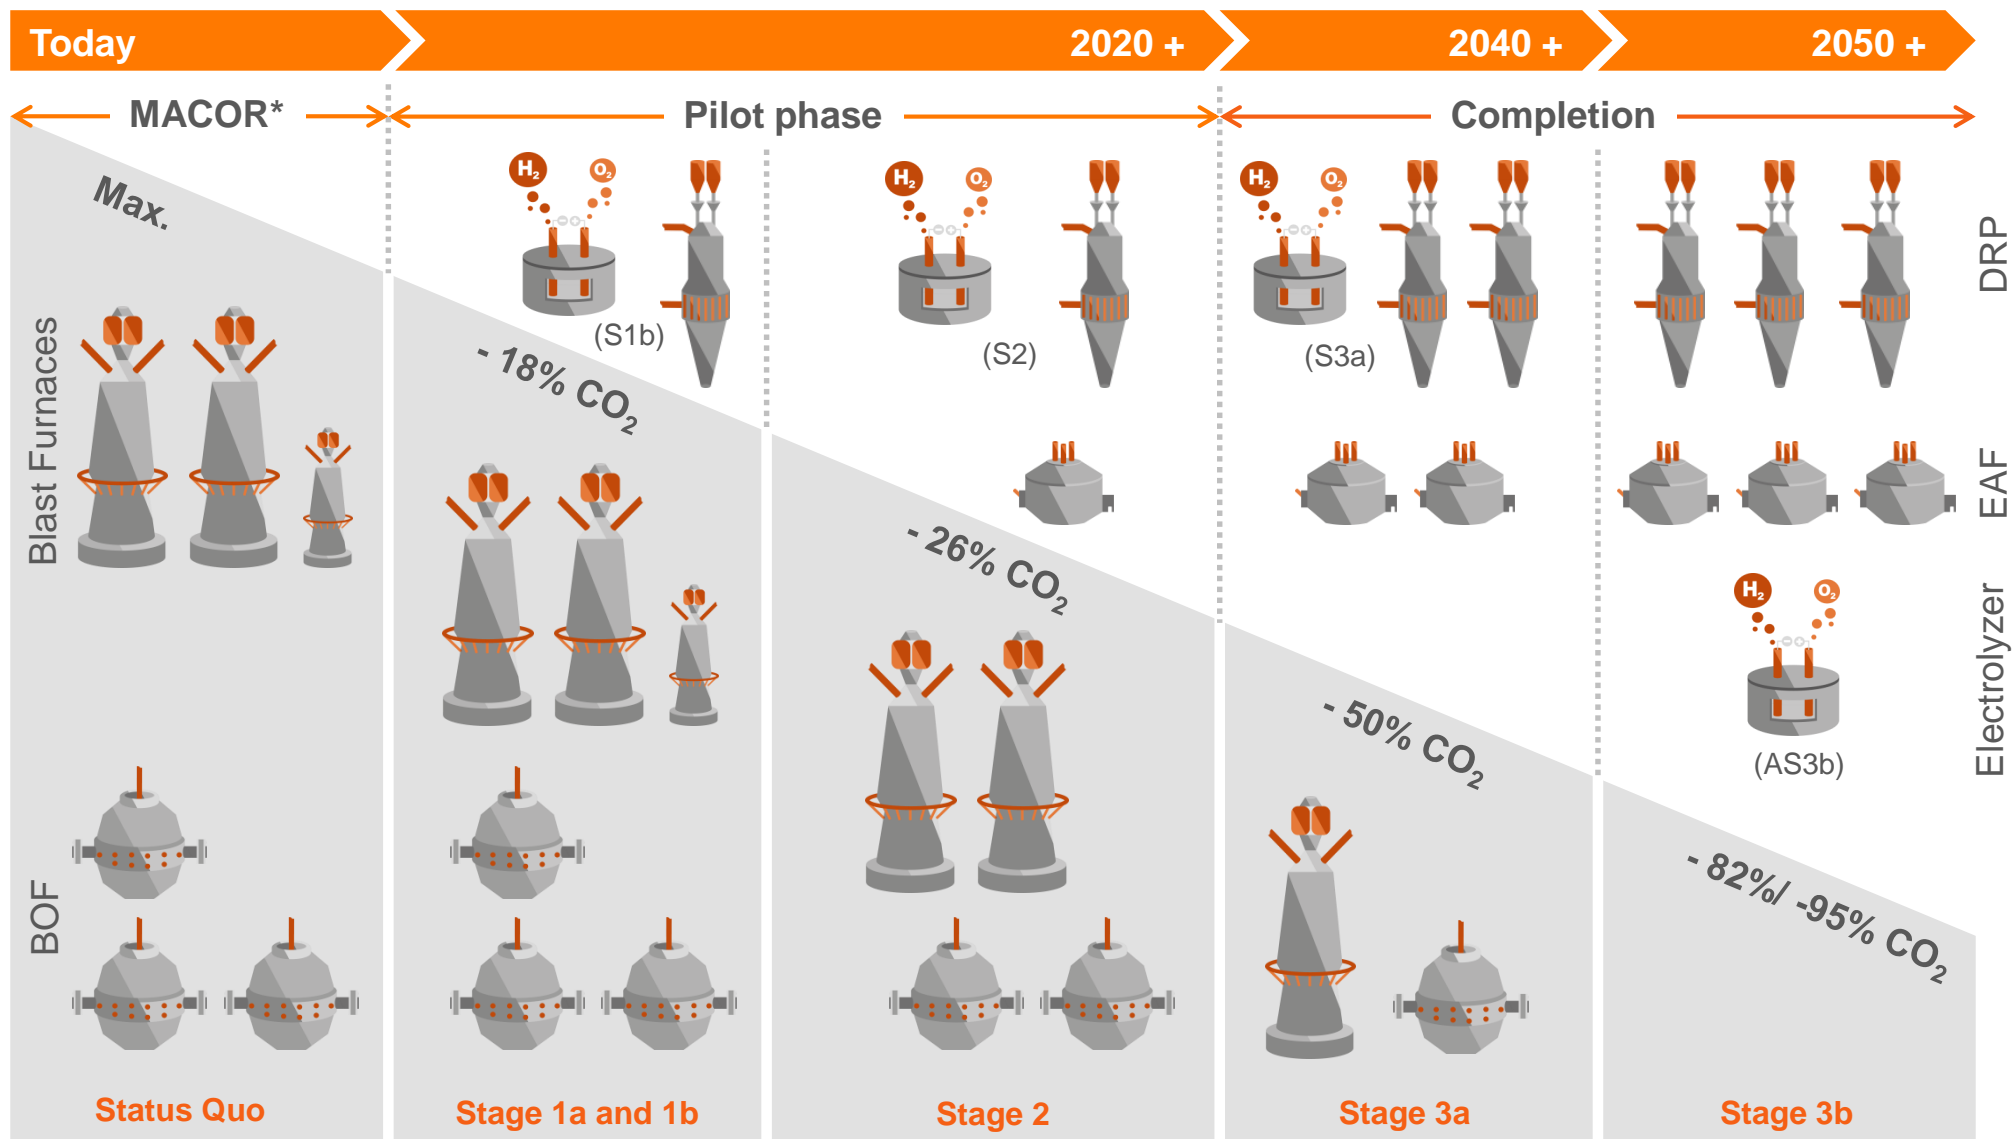 Today
2020 +
2040 +
2050 +
MACOR*
Pilot phase
Completion
Max.
H₂
O₂
(S1b)
H₂
O₂
(S2)
H₂
O₂
(S3a)
DRP
Blast Furnaces
- 18% CO₂
EAF
- 26% CO₂
H₂
O₂
(AS3b)
Electrolyzer
- 50% CO₂
BOF
- 82%/ -95% CO₂
Status Quo
Stage 1a and 1b
Stage 2
Stage 3a
Stage 3b